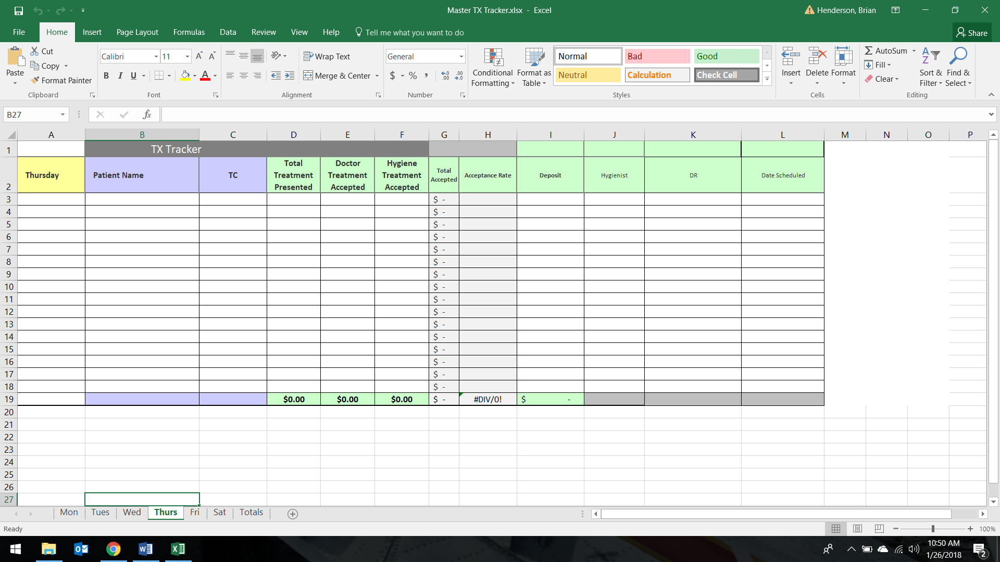 Master TX Tracker.xlsx - Excel
Henderson, Brian
File Home Insert Page Layout Formulas Data Review View Help Tell me what you want to do
Share
Paste
Cut
Copy
Format Painter
Clipboard
Calibri 11 A A
B I U A
Font
Wrap Text
Merge & Center
Alignment
General
$ % ,
Number
Conditional Formatting
Format as Table
Normal Bad Good
Neutral Calculation Check Cell
Styles
Insert Delete Format
Cells
AutoSum
Fill
Clear
Sort & Filter
Find & Select
Editing
B27 fx
A B C D E F G H I J K L M N O P
1 TX Tracker
2 Thursday Patient Name TC Total Treatment Presented Doctor Treatment Accepted Hygiene Treatment Accepted Total Accepted Acceptance Rate Deposit Hygienist DR Date Scheduled
3 $ -
4 $ -
5 $ -
6 $ -
7 $ -
8 $ -
9 $ -
10 $ -
11 $ -
12 $ -
13 $ -
14 $ -
15 $ -
16 $ -
17 $ -
18 $ -
19 $0.00 $0.00 $0.00 $ - #DIV/0! $ -
20
21
22
23
24
25
26
27
Mon Tues Wed Thurs Fri Sat Totals
Ready
100%
10:50 AM
1/26/2018
2